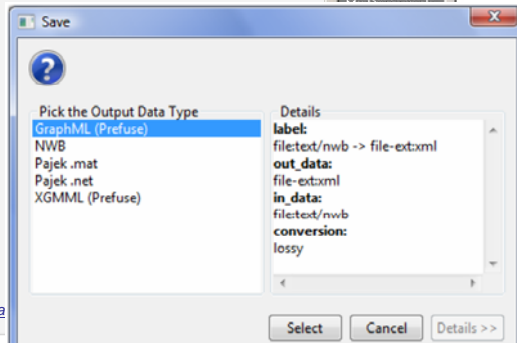 Save
Pick the Output Data Type
GraphML (Prefuse)
NWB
Pajek .mat
Pajek .net
XGMML (Prefuse)
Details
label:
file:text/nwb -> file-ext:xml
out_data:
file-ext:xml
in_data:
file:text/nwb
conversion:
lossy
a
Select
Cancel
Details >>